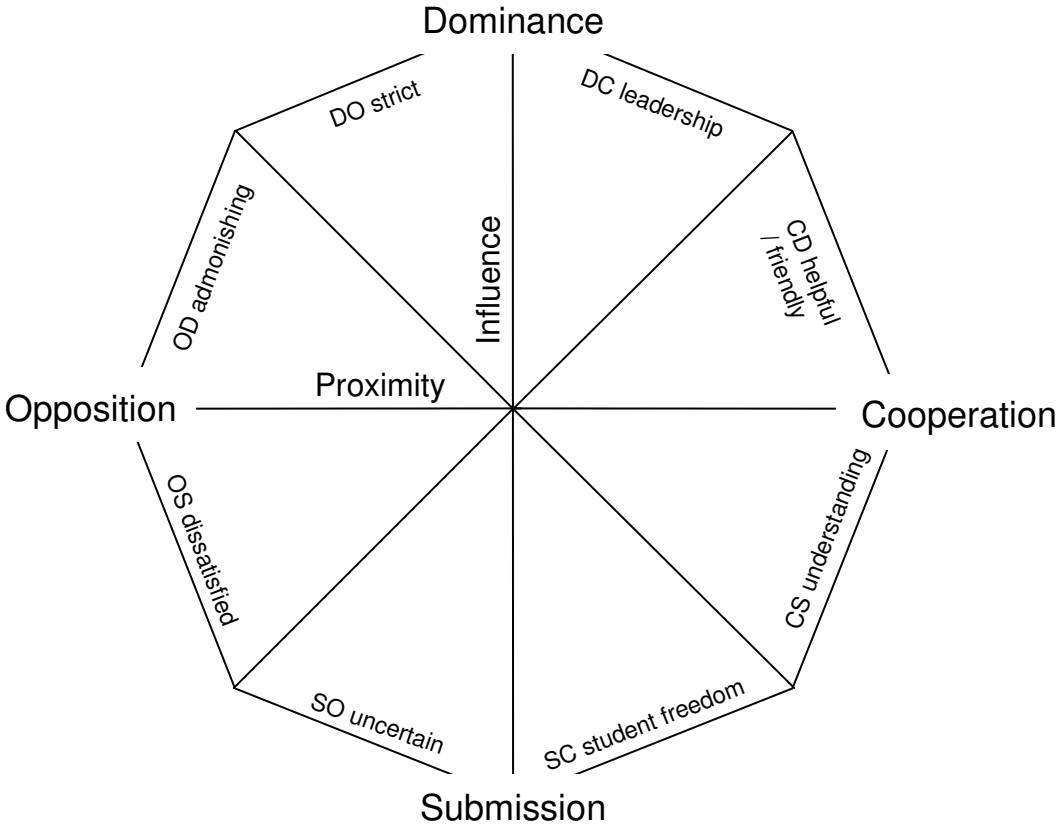 Dominance
DO strict
DC leadership
OD admonishing
CD helpful
/ friendly
Influence
Proximity
Opposition
Cooperation
OS dissatisfied
CS understanding
SO uncertain
SC student freedom
Submission